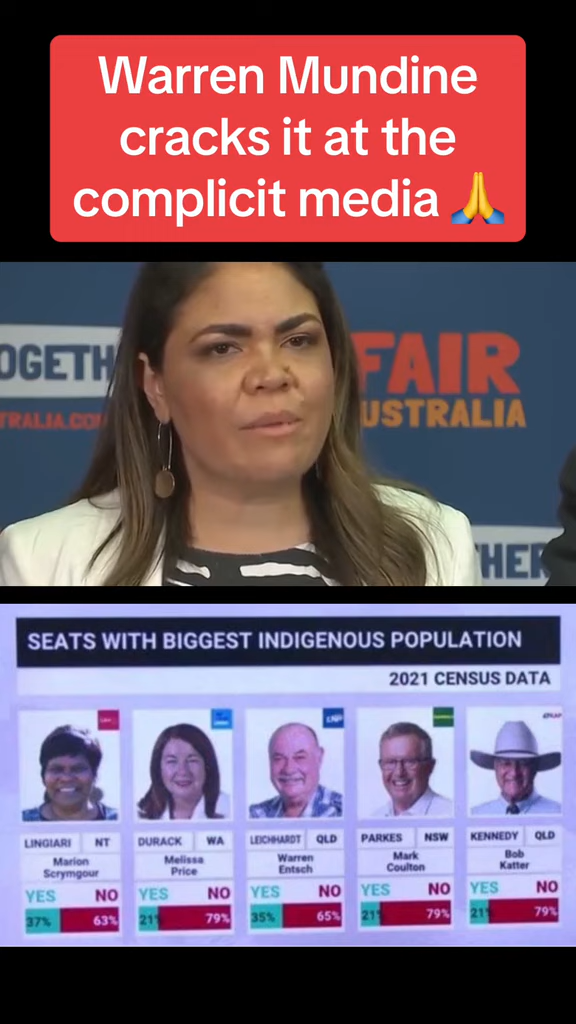 Warren Mundine
cracks it at the
complicit media 🙏
OGETH
FAIR
TRALIA.COM
USTRALIA
HER
SEATS WITH BIGGEST INDIGENOUS POPULATION
2021 CENSUS DATA
LINGIARI NT
Marion
Scrymgour
YES NO
37% 63%
DURACK WA
Melissa
Price
YES NO
21% 79%
LEICHHARDT QLD
Warren
Entsch
YES NO
35% 65%
PARKES NSW
Mark
Coulton
YES NO
21% 79%
KENNEDY QLD
Bob
Katter
YES NO
21% 79%